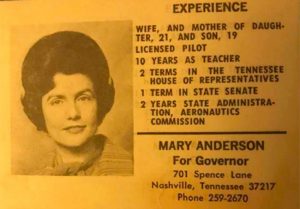 EXPERIENCE
WIFE, AND MOTHER OF DAUGH-
TER, 21, AND SON, 19
LICENSED PILOT
10 YEARS AS TEACHER
2 TERMS IN THE TENNESSEE
HOUSE OF REPRESENTATIVES
1 TERM IN STATE SENATE
2 YEARS STATE ADMINISTRA-
TION, AERONAUTICS
COMMISSION
MARY ANDERSON
For Governor
701 Spence Lane
Nashville, Tennessee 37217
Phone 259-2670